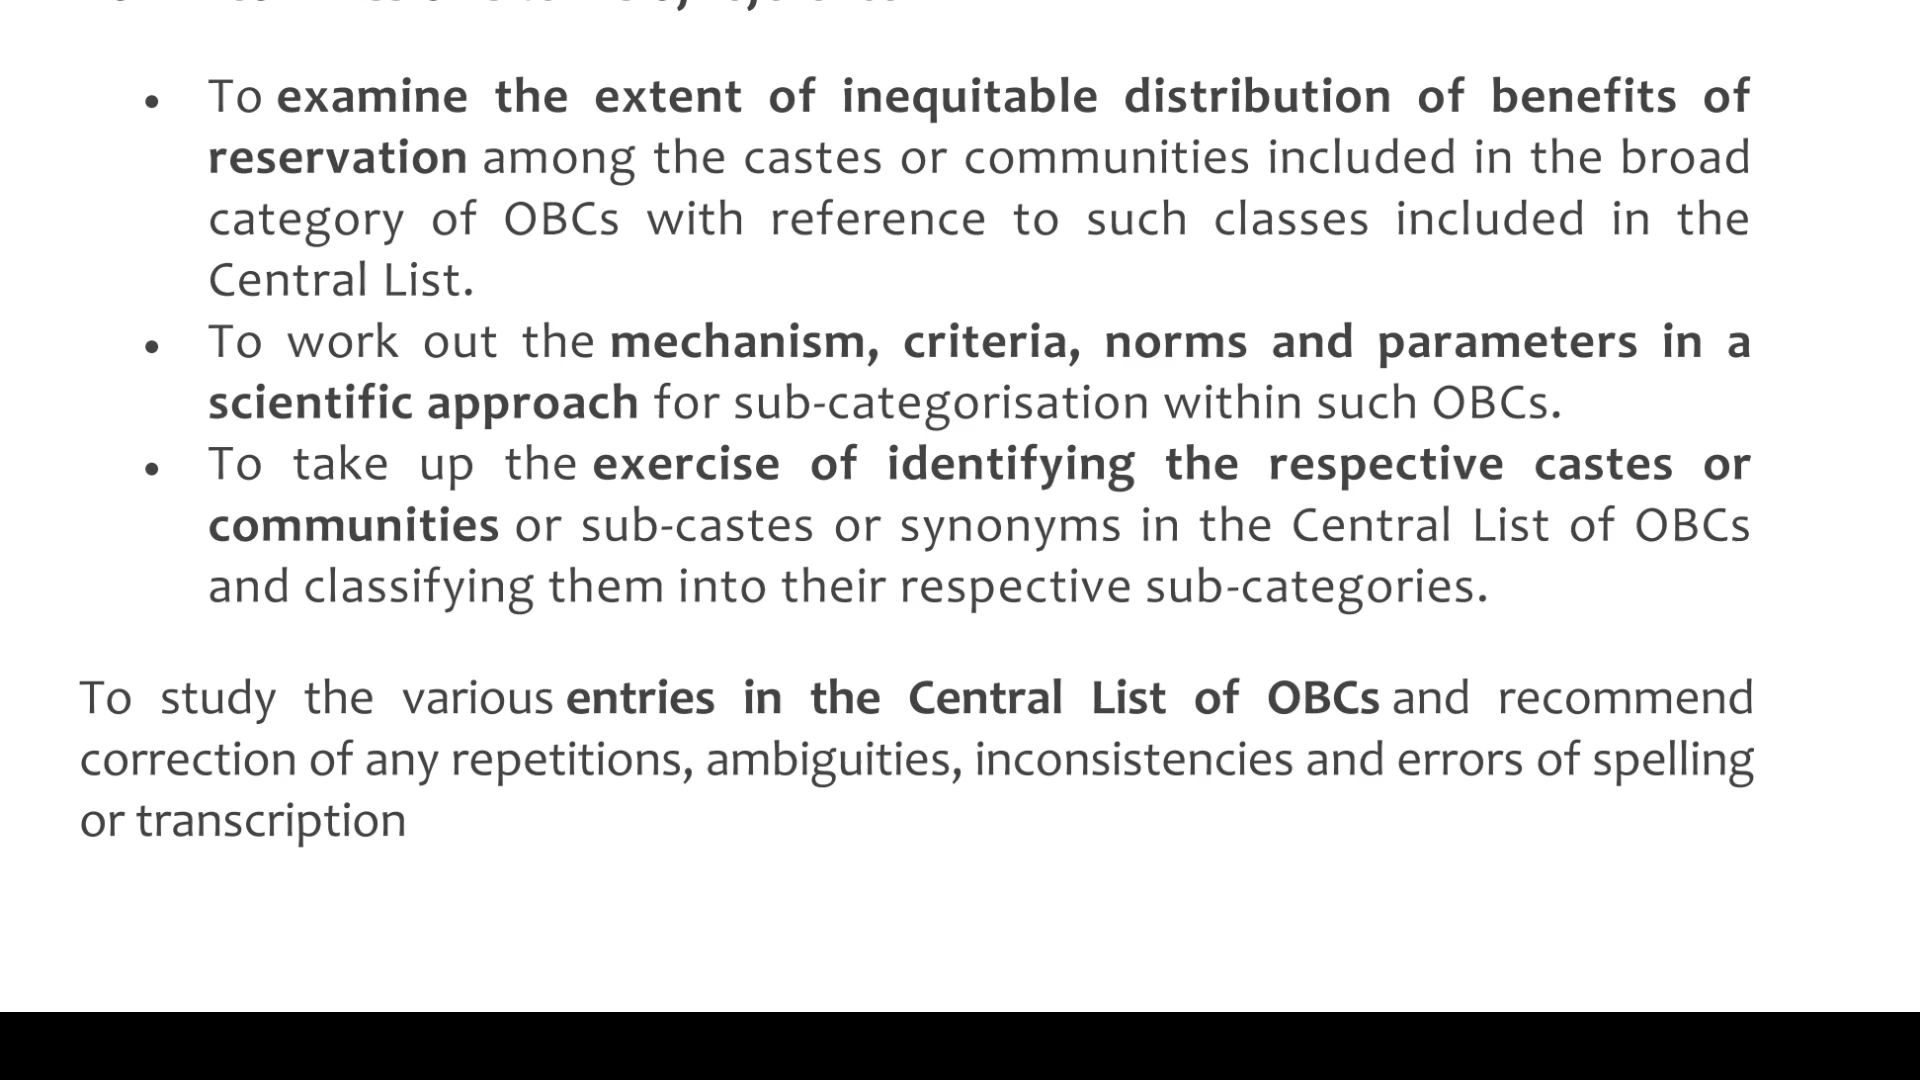 • To examine the extent of inequitable distribution of benefits of
reservation among the castes or communities included in the broad
category of OBCs with reference to such classes included in the
Central List.
• To work out the mechanism, criteria, norms and parameters in a
scientific approach for sub-categorisation within such OBCs.
• To take up the exercise of identifying the respective castes or
communities or sub-castes or synonyms in the Central List of OBCs
and classifying them into their respective sub-categories.
To study the various entries in the Central List of OBCs and recommend
correction of any repetitions, ambiguities, inconsistencies and errors of spelling
or transcription